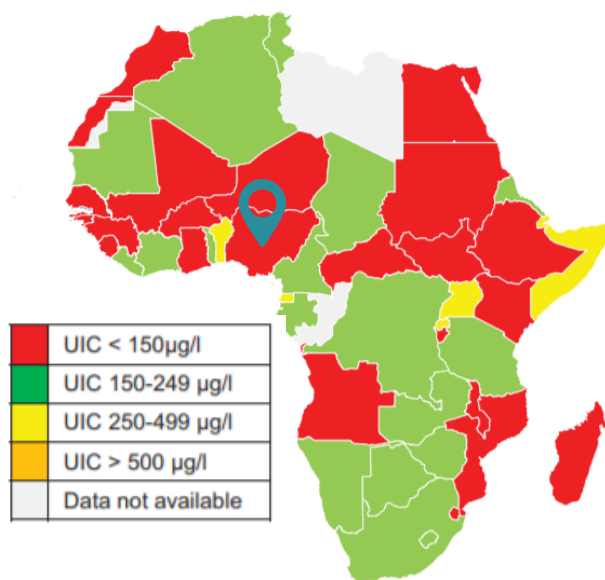 UIC < 150µg/l
UIC 150-249 µg/l
UIC 250-499 µg/l
UIC > 500 µg/l
Data not available